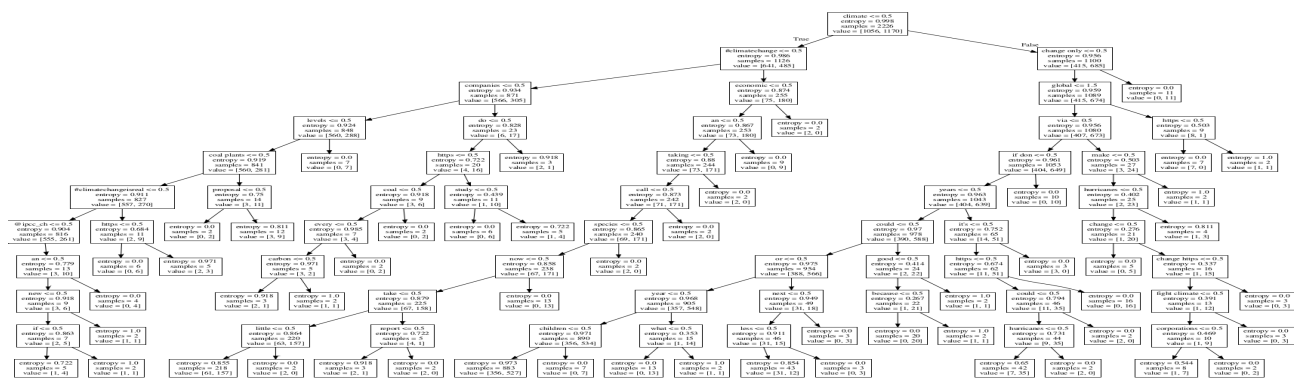 climate <= 0.5
entropy = 0.998
samples = 2226
value = [1056, 1170]
True
False
#climatechange <= 0.5
entropy = 0.986
samples = 1126
value = [641, 485]
change only <= 0.5
entropy = 0.956
samples = 1100
value = [415, 685]
companies <= 0.5
entropy = 0.934
samples = 871
value = [566, 305]
economic <= 0.5
entropy = 0.874
samples = 255
value = [75, 180]
global <= 1.5
entropy = 0.959
samples = 1089
value = [415, 674]
entropy = 0.0
samples = 11
value = [0, 11]
levels <= 0.5
entropy = 0.924
samples = 848
value = [560, 288]
do <= 0.5
entropy = 0.828
samples = 23
value = [6, 17]
an <= 0.5
entropy = 0.867
samples = 253
value = [73, 180]
entropy = 0.0
samples = 2
value = [2, 0]
via <= 0.5
entropy = 0.956
samples = 1080
value = [407, 673]
https <= 0.5
entropy = 0.503
samples = 9
value = [8, 1]
coal plants <= 0.5
entropy = 0.919
samples = 841
value = [560, 281]
entropy = 0.0
samples = 7
value = [0, 7]
https <= 0.5
entropy = 0.722
samples = 20
value = [4, 16]
entropy = 0.918
samples = 3
value = [2, 1]
taking <= 0.5
entropy = 0.88
samples = 244
value = [73, 171]
entropy = 0.0
samples = 9
value = [0, 9]
if don <= 0.5
entropy = 0.961
samples = 1053
value = [404, 649]
make <= 0.5
entropy = 0.503
samples = 27
value = [3, 24]
entropy = 0.0
samples = 7
value = [7, 0]
entropy = 1.0
samples = 2
value = [1, 1]
#climatechangeisreal <= 0.5
entropy = 0.911
samples = 827
value = [557, 270]
proposal <= 0.5
entropy = 0.75
samples = 14
value = [3, 11]
coal <= 0.5
entropy = 0.918
samples = 9
value = [3, 6]
study <= 0.5
entropy = 0.439
samples = 11
value = [1, 10]
call <= 0.5
entropy = 0.873
samples = 242
value = [71, 171]
entropy = 0.0
samples = 2
value = [2, 0]
years <= 0.5
entropy = 0.963
samples = 1043
value = [404, 639]
entropy = 0.0
samples = 10
value = [0, 10]
hurricanes <= 0.5
entropy = 0.402
samples = 25
value = [2, 23]
entropy = 1.0
samples = 2
value = [1, 1]
@ipcc_ch <= 0.5
entropy = 0.904
samples = 816
value = [555, 261]
https <= 0.5
entropy = 0.684
samples = 11
value = [2, 9]
entropy = 0.0
samples = 2
value = [0, 2]
entropy = 0.811
samples = 12
value = [3, 9]
entropy = 0.985
samples = 7
value = [3, 4]
entropy = 0.0
samples = 2
value = [0, 2]
entropy = 0.0
samples = 6
value = [0, 6]
entropy = 0.722
samples = 5
value = [1, 4]
species <= 0.5
entropy = 0.865
samples = 240
value = [69, 171]
entropy = 0.0
samples = 2
value = [2, 0]
could <= 0.5
entropy = 0.97
samples = 978
value = [390, 588]
it's <= 0.5
entropy = 0.752
samples = 65
value = [14, 51]
change <= 0.5
entropy = 0.276
samples = 21
value = [1, 20]
entropy = 0.811
samples = 4
value = [1, 3]
an <= 0.5
entropy = 0.779
samples = 13
value = [3, 10]
entropy = 0.0
samples = 6
value = [0, 6]
entropy = 0.971
samples = 5
value = [2, 3]
carbon <= 0.5
entropy = 0.971
samples = 5
value = [3, 2]
entropy = 0.0
samples = 2
value = [0, 2]
now <= 0.5
entropy = 0.858
samples = 238
value = [67, 171]
entropy = 0.0
samples = 2
value = [2, 0]
or <= 0.5
entropy = 0.975
samples = 954
value = [388, 566]
good <= 0.5
entropy = 0.414
samples = 24
value = [2, 22]
https <= 0.5
entropy = 0.674
samples = 62
value = [11, 51]
entropy = 0.0
samples = 3
value = [3, 0]
entropy = 0.0
samples = 5
value = [0, 5]
change https <= 0.5
entropy = 0.337
samples = 16
value = [1, 15]
new <= 0.5
entropy = 0.918
samples = 9
value = [3, 6]
entropy = 0.0
samples = 4
value = [0, 4]
entropy = 0.918
samples = 3
value = [2, 1]
entropy = 1.0
samples = 2
value = [1, 1]
take <= 0.5
entropy = 0.879
samples = 225
value = [67, 158]
entropy = 0.0
samples = 13
value = [0, 13]
year <= 0.5
entropy = 0.968
samples = 905
value = [357, 548]
next <= 0.5
entropy = 0.949
samples = 49
value = [31, 18]
because <= 0.5
entropy = 0.267
samples = 22
value = [1, 21]
entropy = 1.0
samples = 2
value = [1, 1]
could <= 0.5
entropy = 0.794
samples = 46
value = [11, 35]
entropy = 0.0
samples = 16
value = [0, 16]
fight climate <= 0.5
entropy = 0.391
samples = 13
value = [1, 12]
entropy = 0.0
samples = 3
value = [0, 3]
if <= 0.5
entropy = 0.863
samples = 7
value = [2, 5]
entropy = 1.0
samples = 2
value = [1, 1]
little <= 0.5
entropy = 0.864
samples = 220
value = [63, 157]
report <= 0.5
entropy = 0.722
samples = 5
value = [4, 1]
children <= 0.5
entropy = 0.971
samples = 890
value = [356, 534]
what <= 0.5
entropy = 0.353
samples = 15
value = [1, 14]
less <= 0.5
entropy = 0.911
samples = 46
value = [31, 15]
entropy = 0.0
samples = 3
value = [0, 3]
entropy = 0.0
samples = 20
value = [0, 20]
entropy = 1.0
samples = 2
value = [1, 1]
hurricanes <= 0.5
entropy = 0.731
samples = 44
value = [9, 35]
entropy = 0.0
samples = 2
value = [2, 0]
corporations <= 0.5
entropy = 0.469
samples = 10
value = [1, 9]
entropy = 0.0
samples = 3
value = [0, 3]
entropy = 0.722
samples = 5
value = [1, 4]
entropy = 1.0
samples = 2
value = [1, 1]
entropy = 0.855
samples = 218
value = [61, 157]
entropy = 0.0
samples = 2
value = [2, 0]
entropy = 0.918
samples = 3
value = [2, 1]
entropy = 0.0
samples = 2
value = [2, 0]
entropy = 0.973
samples = 883
value = [356, 527]
entropy = 0.0
samples = 7
value = [0, 7]
entropy = 0.0
samples = 13
value = [0, 13]
entropy = 1.0
samples = 2
value = [1, 1]
entropy = 0.854
samples = 43
value = [31, 12]
entropy = 0.0
samples = 3
value = [0, 3]
entropy = 0.65
samples = 42
value = [7, 35]
entropy = 0.0
samples = 2
value = [2, 0]
entropy = 0.544
samples = 8
value = [1, 7]
entropy = 0.0
samples = 2
value = [0, 2]